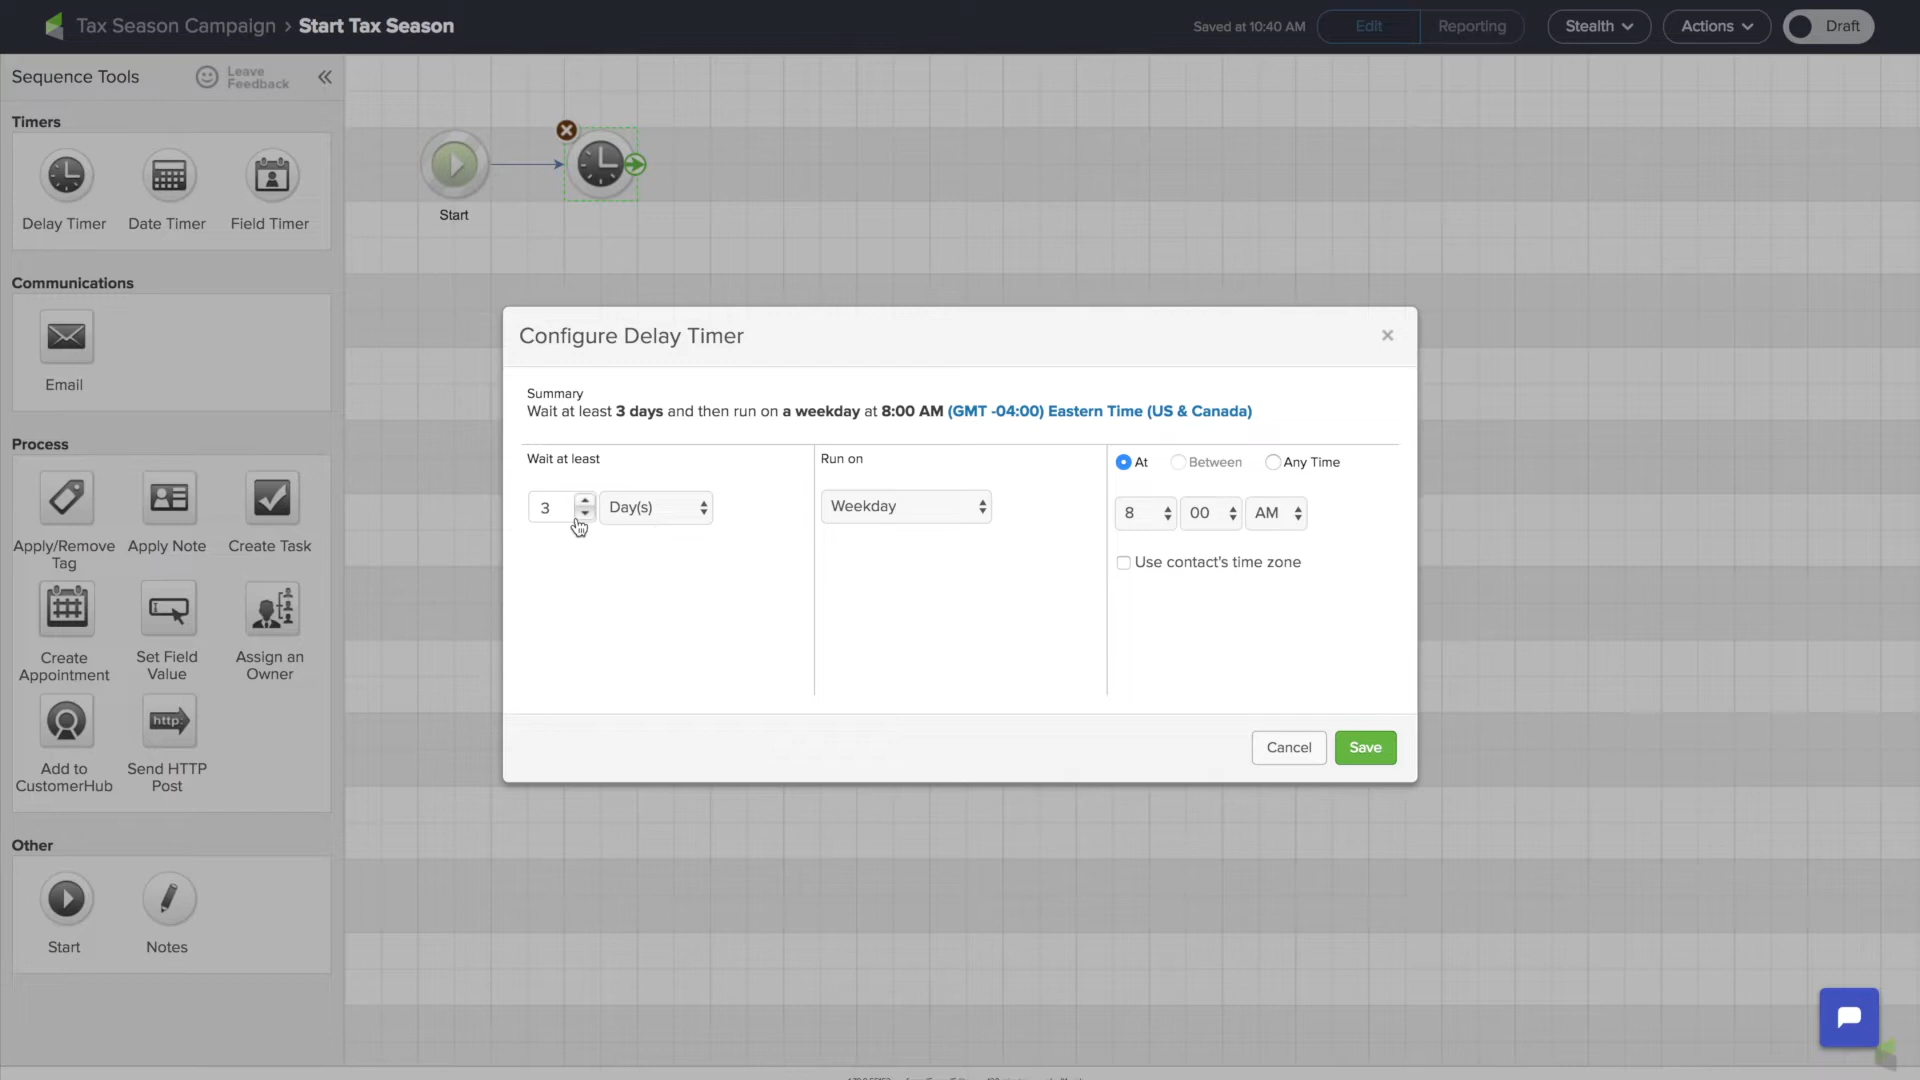 Tax Season Campaign › Start Tax Season
Saved at 10:40 AM
Edit
Reporting
Stealth
Actions
Draft
Sequence Tools
Leave
Feedback
Timers
Delay Timer
Date Timer
Field Timer
Start
Communications
Email
Process
Apply/Remove
Tag
Apply Note
Create Task
Create
Appointment
Set Field
Value
Assign an
Owner
http:
Add to
CustomerHub
Send HTTP
Post
Other
Start
Notes
Configure Delay Timer
Summary
Wait at least 3 days and then run on a weekday at 8:00 AM (GMT -04:00) Eastern Time (US & Canada)
Wait at least
3
Day(s)
Run on
Weekday
At
Between
Any Time
8
00
AM
Use contact's time zone
Cancel
Save